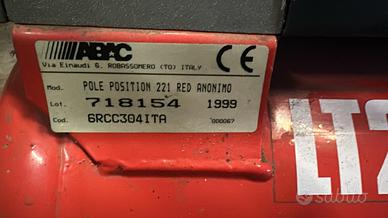 ABAC CE
Via Einaudi 6, ROBASSOMERO (TO) ITALY
Mod. POLE POSITION 221 RED ANONIMO
Lot. 718154 1999
Cod. 6RCC304ITA 000067
LT2
subito